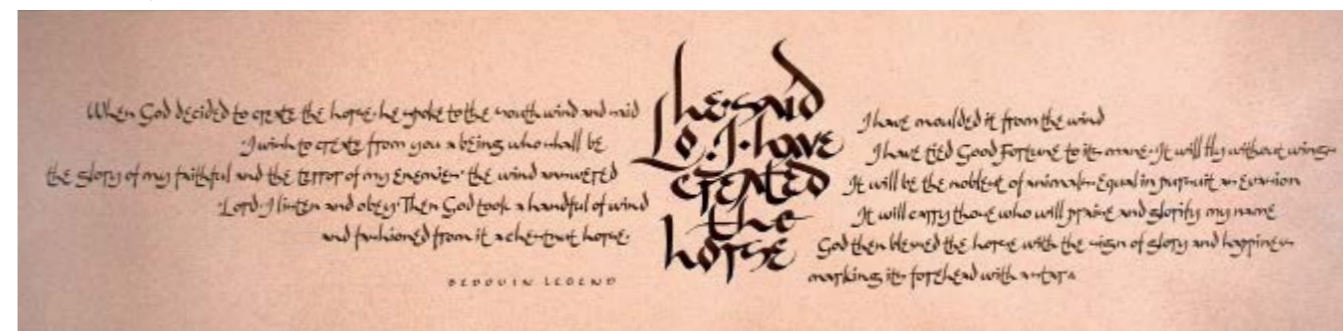 When God decided to create the horse he spoke to the south wind and said
I wish to create from you a being who shall be
the glory of my faithful and the terror of my enemies the wind answered
Lord I listen and obey Then God took a handful of wind
and fashioned from it a chestnut horse
BEDOUIN LEGEND
he said
Lo I have
created
the
horse
I have moulded it from the wind
I have tied Good Fortune to its mane It will fly without wings
It will be the noblest of animals Equal in pursuit as Evasion
It will carry those who will praise and glorify my name
God then blessed the horse with the sign of glory and happiness
marking its forehead with a star